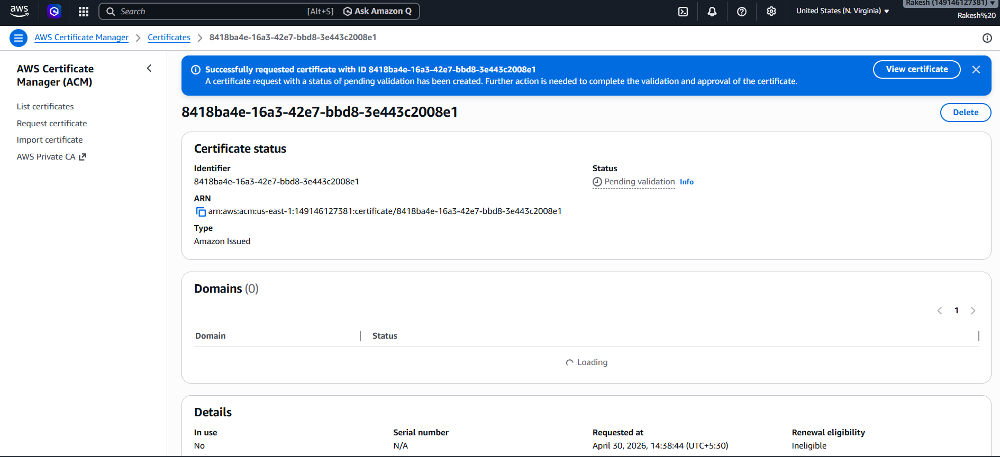 aws
Search
[Alt+S]
Ask Amazon Q
United States (N. Virginia)
Rakesh (149146127381)
Rakesh%20
AWS Certificate Manager
Certificates
8418ba4e-16a3-42e7-bbd8-3e443c2008e1
AWS Certificate
Manager (ACM)
List certificates
Request certificate
Import certificate
AWS Private CA
Successfully requested certificate with ID 8418ba4e-16a3-42e7-bbd8-3e443c2008e1
A certificate request with a status of pending validation has been created. Further action is needed to complete the validation and approval of the certificate.
View certificate
8418ba4e-16a3-42e7-bbd8-3e443c2008e1
Delete
Certificate status
Identifier
8418ba4e-16a3-42e7-bbd8-3e443c2008e1
Status
Pending validation Info
ARN
arn:aws:acm:us-east-1:149146127381:certificate/8418ba4e-16a3-42e7-bbd8-3e443c2008e1
Type
Amazon Issued
Domains (0)
1
Domain
Status
Loading
Details
In use
No
Serial number
N/A
Requested at
April 30, 2026, 14:38:44 (UTC+5:30)
Renewal eligibility
Ineligible